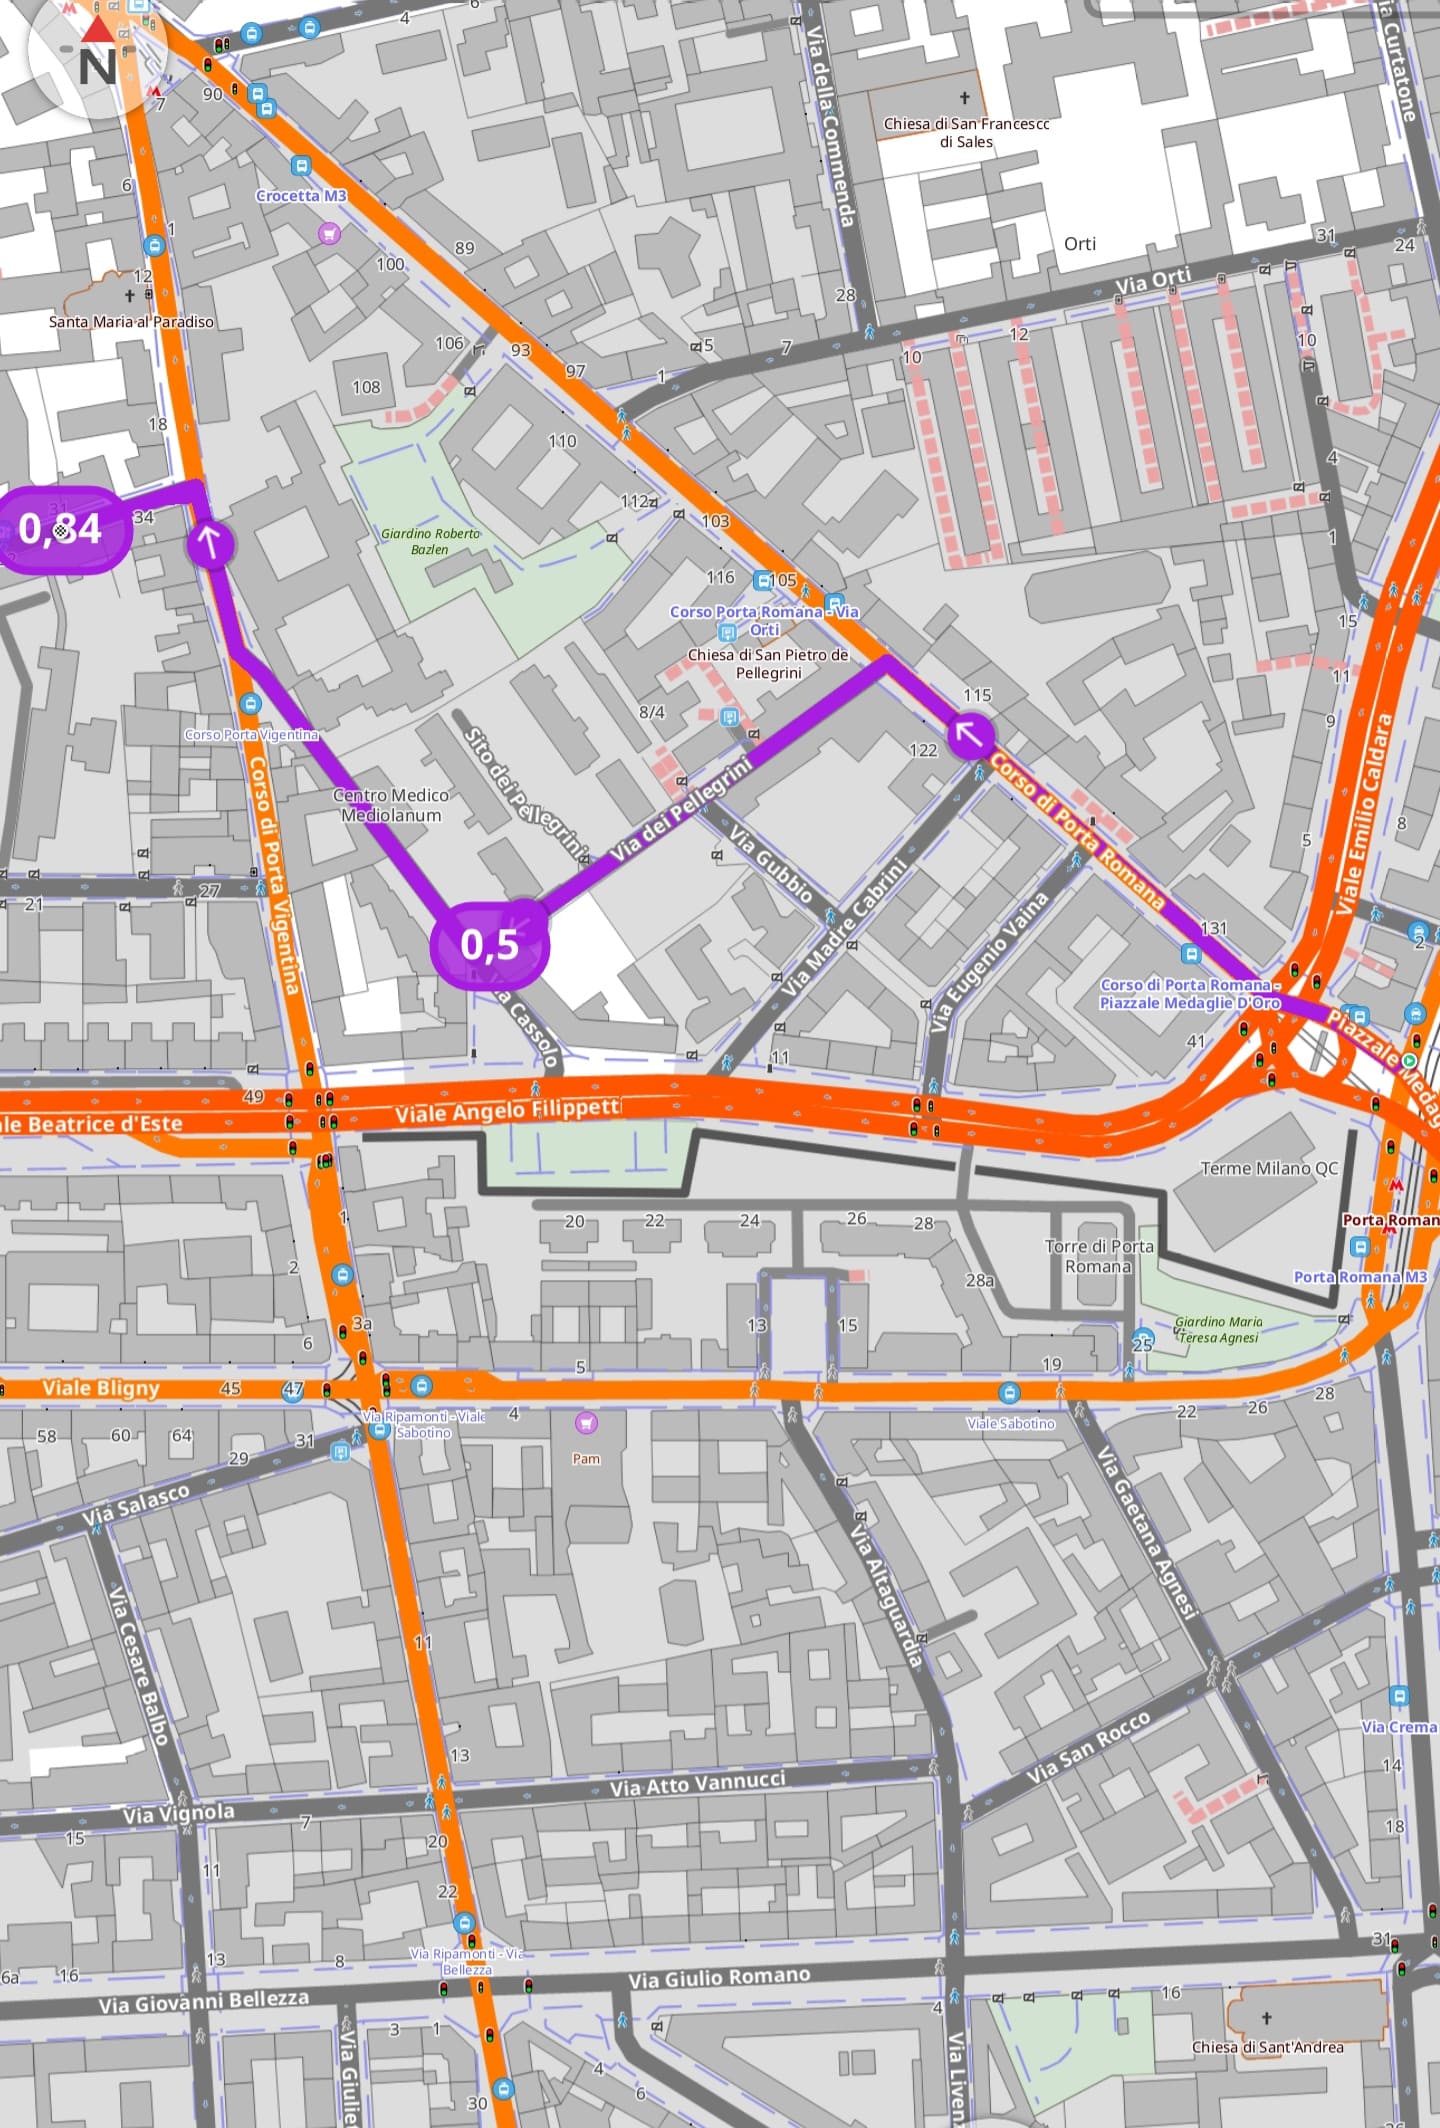 4
6
N
7
90
Via della Commenda
Via Curtatone
Chiesa di San Francesco
di Sales
Crocetta M3
6
1
89
100
12
Orti
31
24
Via Orti
Santa Maria al Paradiso
28
106
93
5
7
12
10
10
108
97
1
18
110
4
112
103
34
0,84
Giardino Roberto
Bazlen
1
116
105
Corso Porta Romana - Via
Orti
15
Chiesa di San Pietro de
Pellegrini
11
115
8/4
9
Corso Porta Vigentina
122
Sito dei Pellegrini
Via dei Pellegrini
Corso di Porta Romana
Viale Emilio Caldara
Centro Medico
Mediolanum
Corso di Porta Vigentina
8
5
Via Gubbio
27
21
Via Madre Cabrini
Via Eugenio Vaina
131
2
0,5
Corso di Porta Romana -
Piazzale Medaglie D'Oro
Via Cassolo
41
11
Piazzale Medag
49
ale Beatrice d'Este
Viale Angelo Filippetti
Terme Milano QC
1
20
22
24
26
28
Porta Roman
2
Torre di Porta
Romana
28a
Porta Romana M3
3a
6
13
15
Giardino Maria
Teresa Agnesi
25
5
19
Viale Bligny
45
47
28
26
22
4
Via Ripamonti - Viale
Sabotino
Viale Sabotino
58
60
64
31
29
Pam
Via Salasco
Via Altaguardia
Via Gaetana Agnesi
Via Cesare Balbo
11
Via Crema
Via San Rocco
13
14
Via Atto Vannucci
Via Vignola
7
15
18
20
11
22
31
Via Ripamonti - Via
Bellezza
13
8
6a
16
Via Giulio Romano
Via Giovanni Bellezza
16
4
3
1
Via Giulie
Via Liven
Chiesa di Sant'Andrea
4
6
30